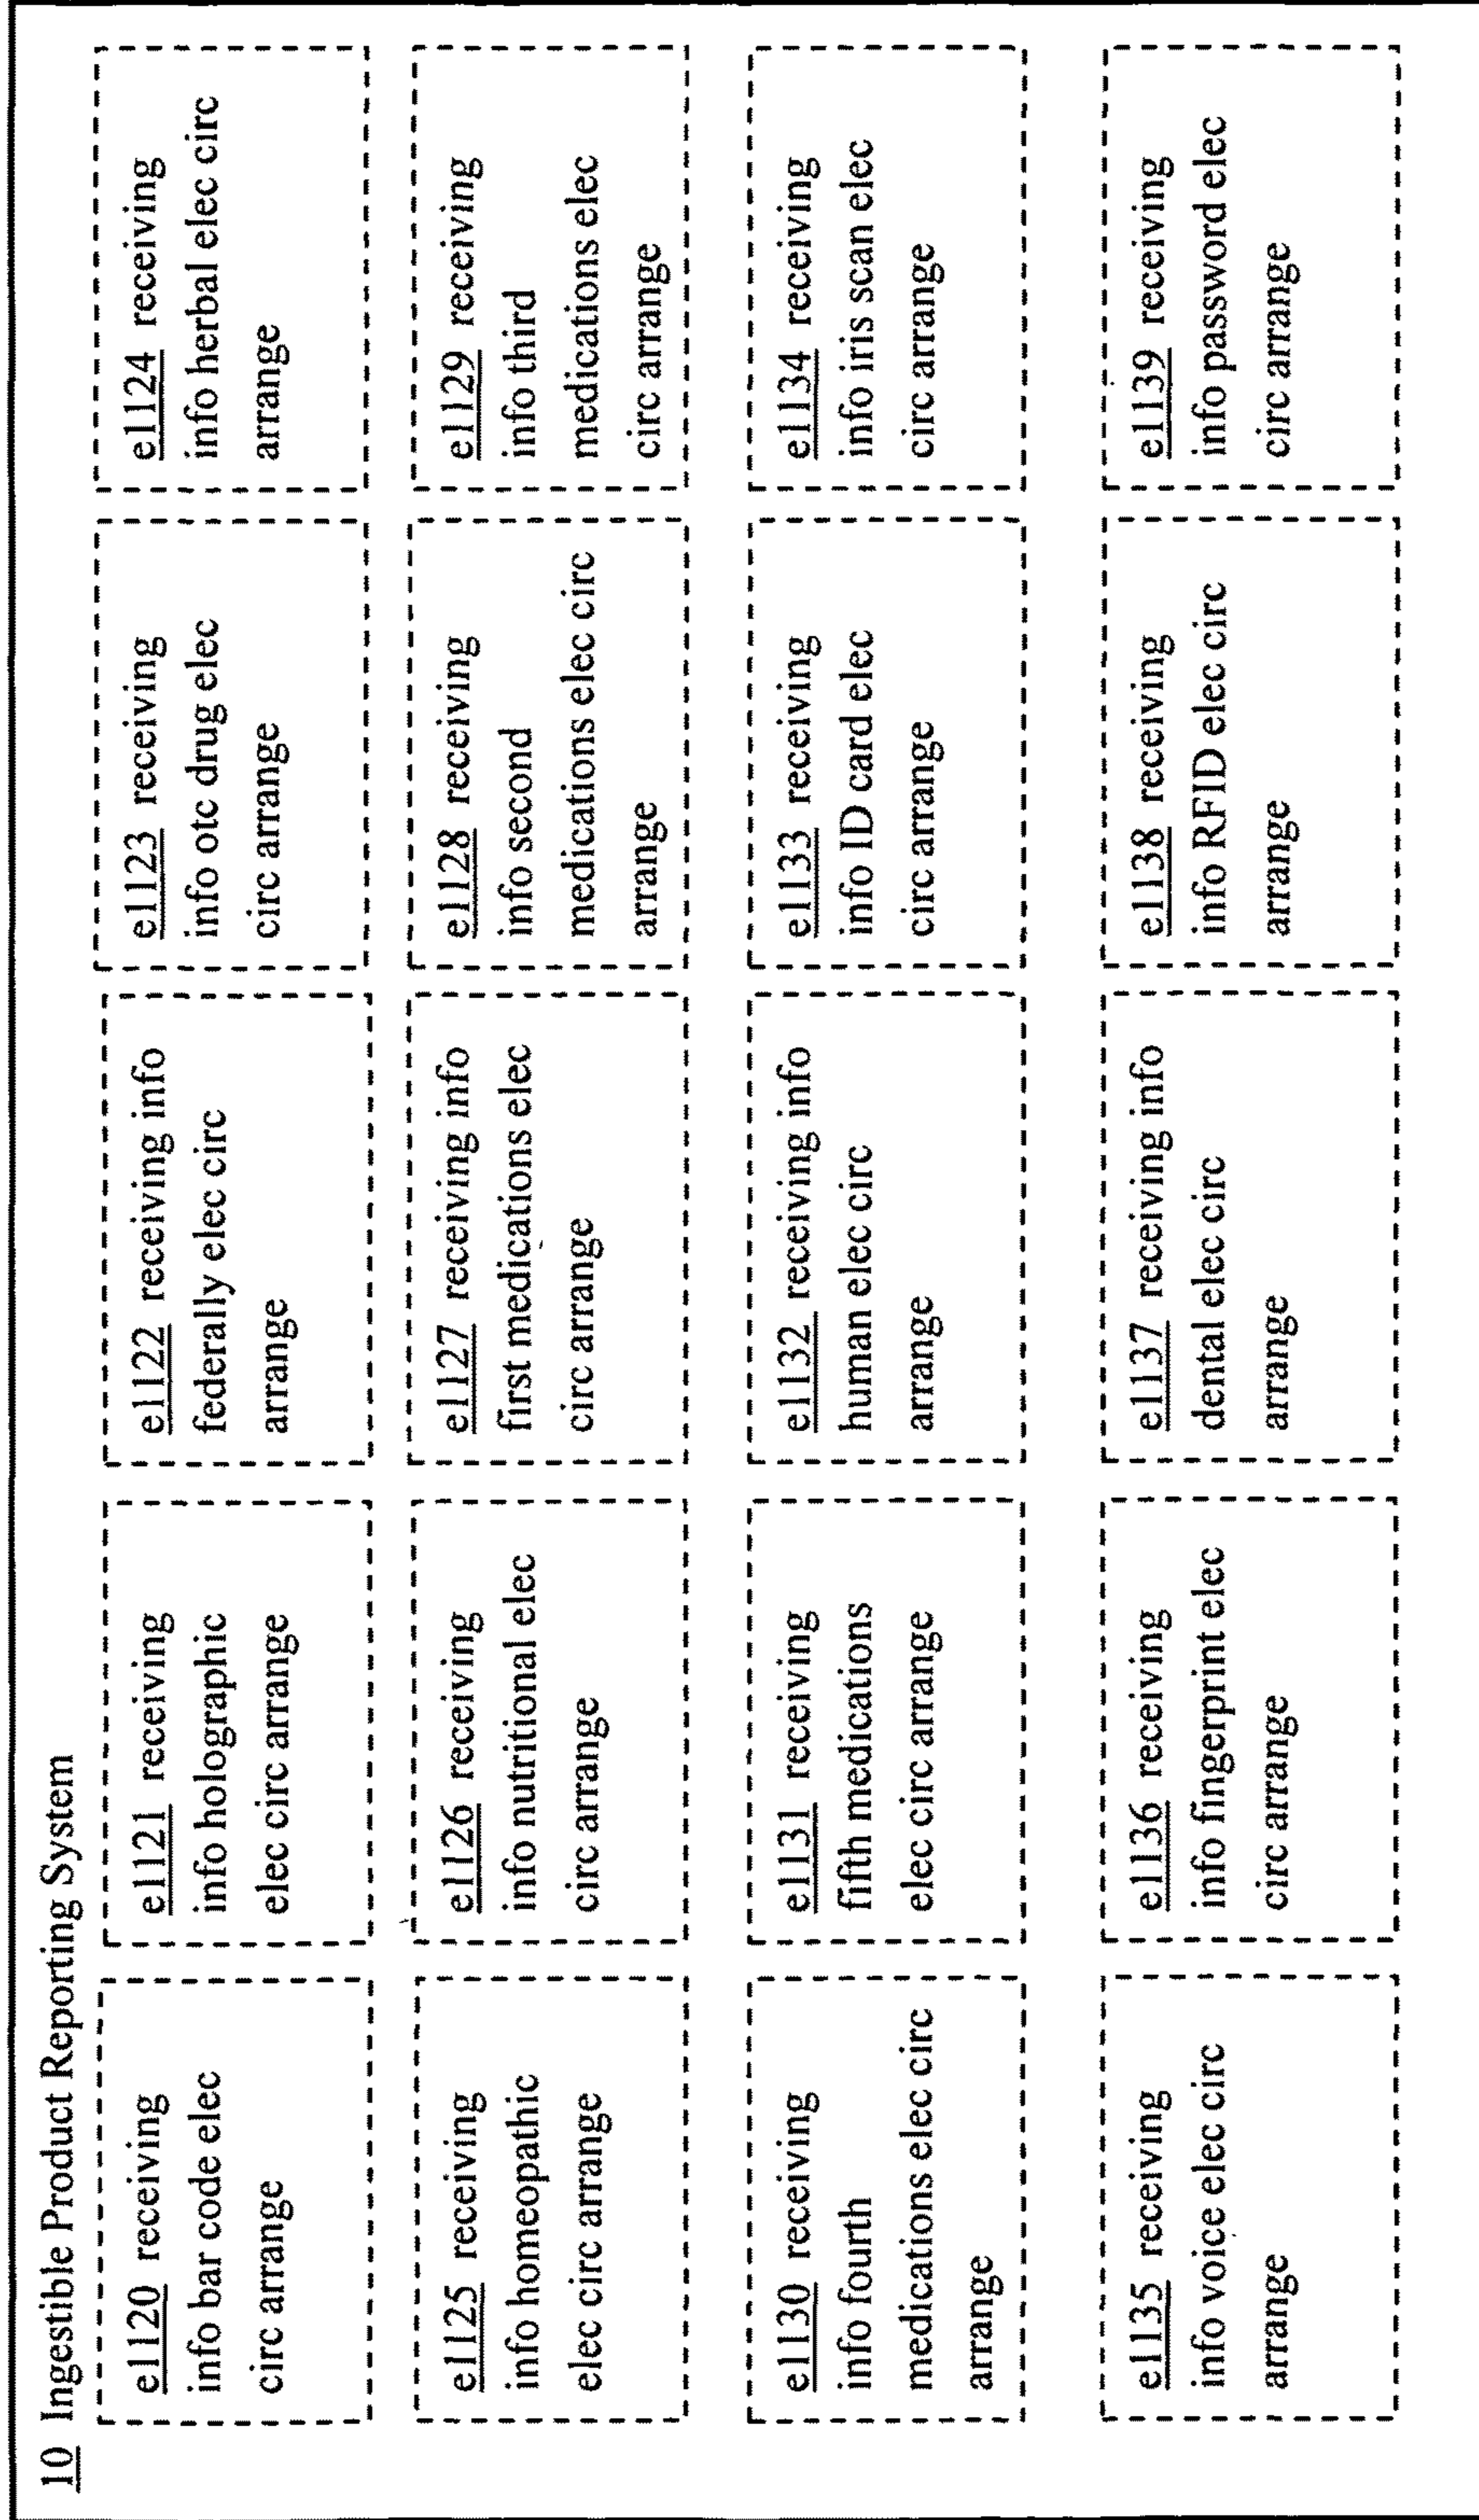 10 Ingestible Product Reporting System
e1120 receiving
info bar code elec
circ arrange
e1121 receiving
info holographic
elec circ arrange
e1122 receiving info
federally elec circ
arrange
e1123 receiving
info otc drug elec
circ arrange
e1124 receiving
info herbal elec circ
arrange
e1125 receiving
info homeopathic
elec circ arrange
e1126 receiving
info nutritional elec
circ arrange
e1127 receiving info
first medications elec
circ arrange
e1128 receiving
info second
medications elec circ
arrange
e1129 receiving
info third
medications elec
circ arrange
e1130 receiving
info fourth
medications elec circ
arrange
e1131 receiving
fifth medications
elec circ arrange
e1132 receiving info
human elec circ
arrange
e1133 receiving
info ID card elec
circ arrange
e1134 receiving
info iris scan elec
circ arrange
e1135 receiving
info voice elec circ
arrange
e1136 receiving
info fingerprint elec
circ arrange
e1137 receiving info
dental elec circ
arrange
e1138 receiving
info RFID elec circ
arrange
e1139 receiving
info password elec
circ arrange